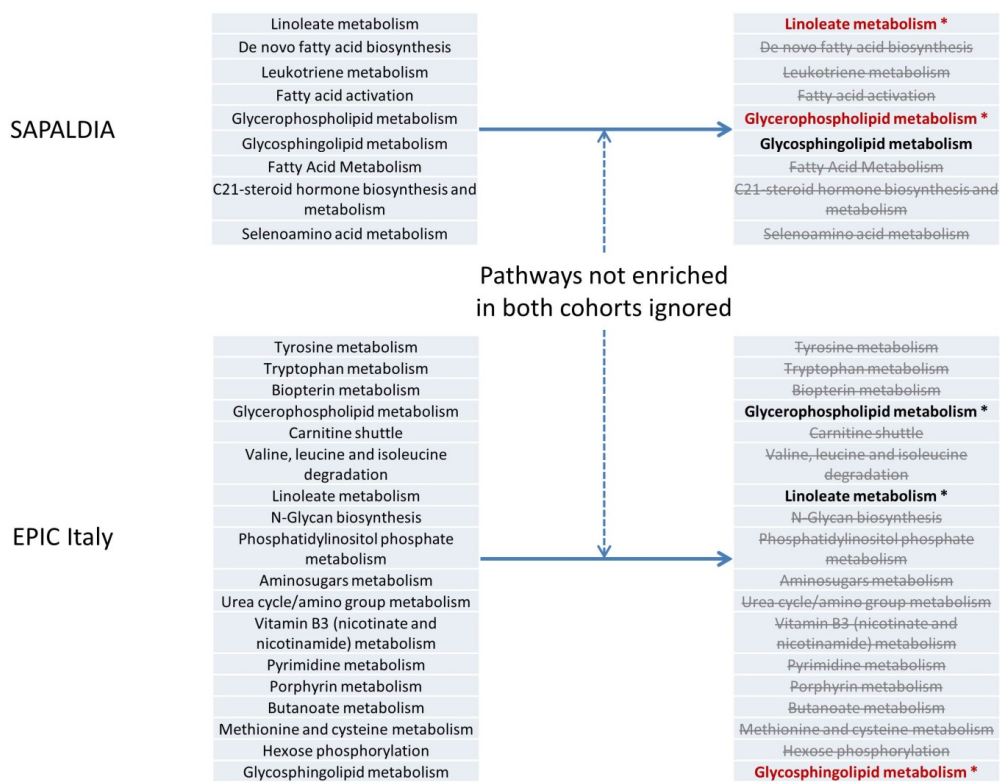 Linoleate metabolism
De novo fatty acid biosynthesis
Leukotriene metabolism
Fatty acid activation
SAPALDIA
Glycerophospholipid metabolism
Glycosphingolipid metabolism
Fatty Acid Metabolism
C21-steroid hormone biosynthesis and
metabolism
Selenoamino acid metabolism
Linoleate metabolism *
De novo fatty acid biosynthesis
Leukotriene metabolism
Fatty acid activation
Glycerophospholipid metabolism *
Glycosphingolipid metabolism
Fatty Acid Metabolism
C21-steroid hormone biosynthesis and
metabolism
Selenoamino acid metabolism
Pathways not enriched
in both cohorts ignored
Tyrosine metabolism
Tryptophan metabolism
Biopterin metabolism
Glycerophospholipid metabolism
Carnitine shuttle
Valine, leucine and isoleucine
degradation
Linoleate metabolism
N-Glycan biosynthesis
EPIC Italy
Phosphatidylinositol phosphate
metabolism
Aminosugars metabolism
Urea cycle/amino group metabolism
Vitamin B3 (nicotinate and
nicotinamide) metabolism
Pyrimidine metabolism
Porphyrin metabolism
Butanoate metabolism
Methionine and cysteine metabolism
Hexose phosphorylation
Glycosphingolipid metabolism
Tyrosine metabolism
Tryptophan metabolism
Biopterin metabolism
Glycerophospholipid metabolism *
Carnitine shuttle
Valine, leucine and isoleucine
degradation
Linoleate metabolism *
N-Glycan biosynthesis
Phosphatidylinositol phosphate
metabolism
Aminosugars metabolism
Urea cycle/amino group metabolism
Vitamin B3 (nicotinate and
nicotinamide) metabolism
Pyrimidine metabolism
Porphyrin metabolism
Butanoate metabolism
Methionine and cysteine metabolism
Hexose phosphorylation
Glycosphingolipid metabolism *